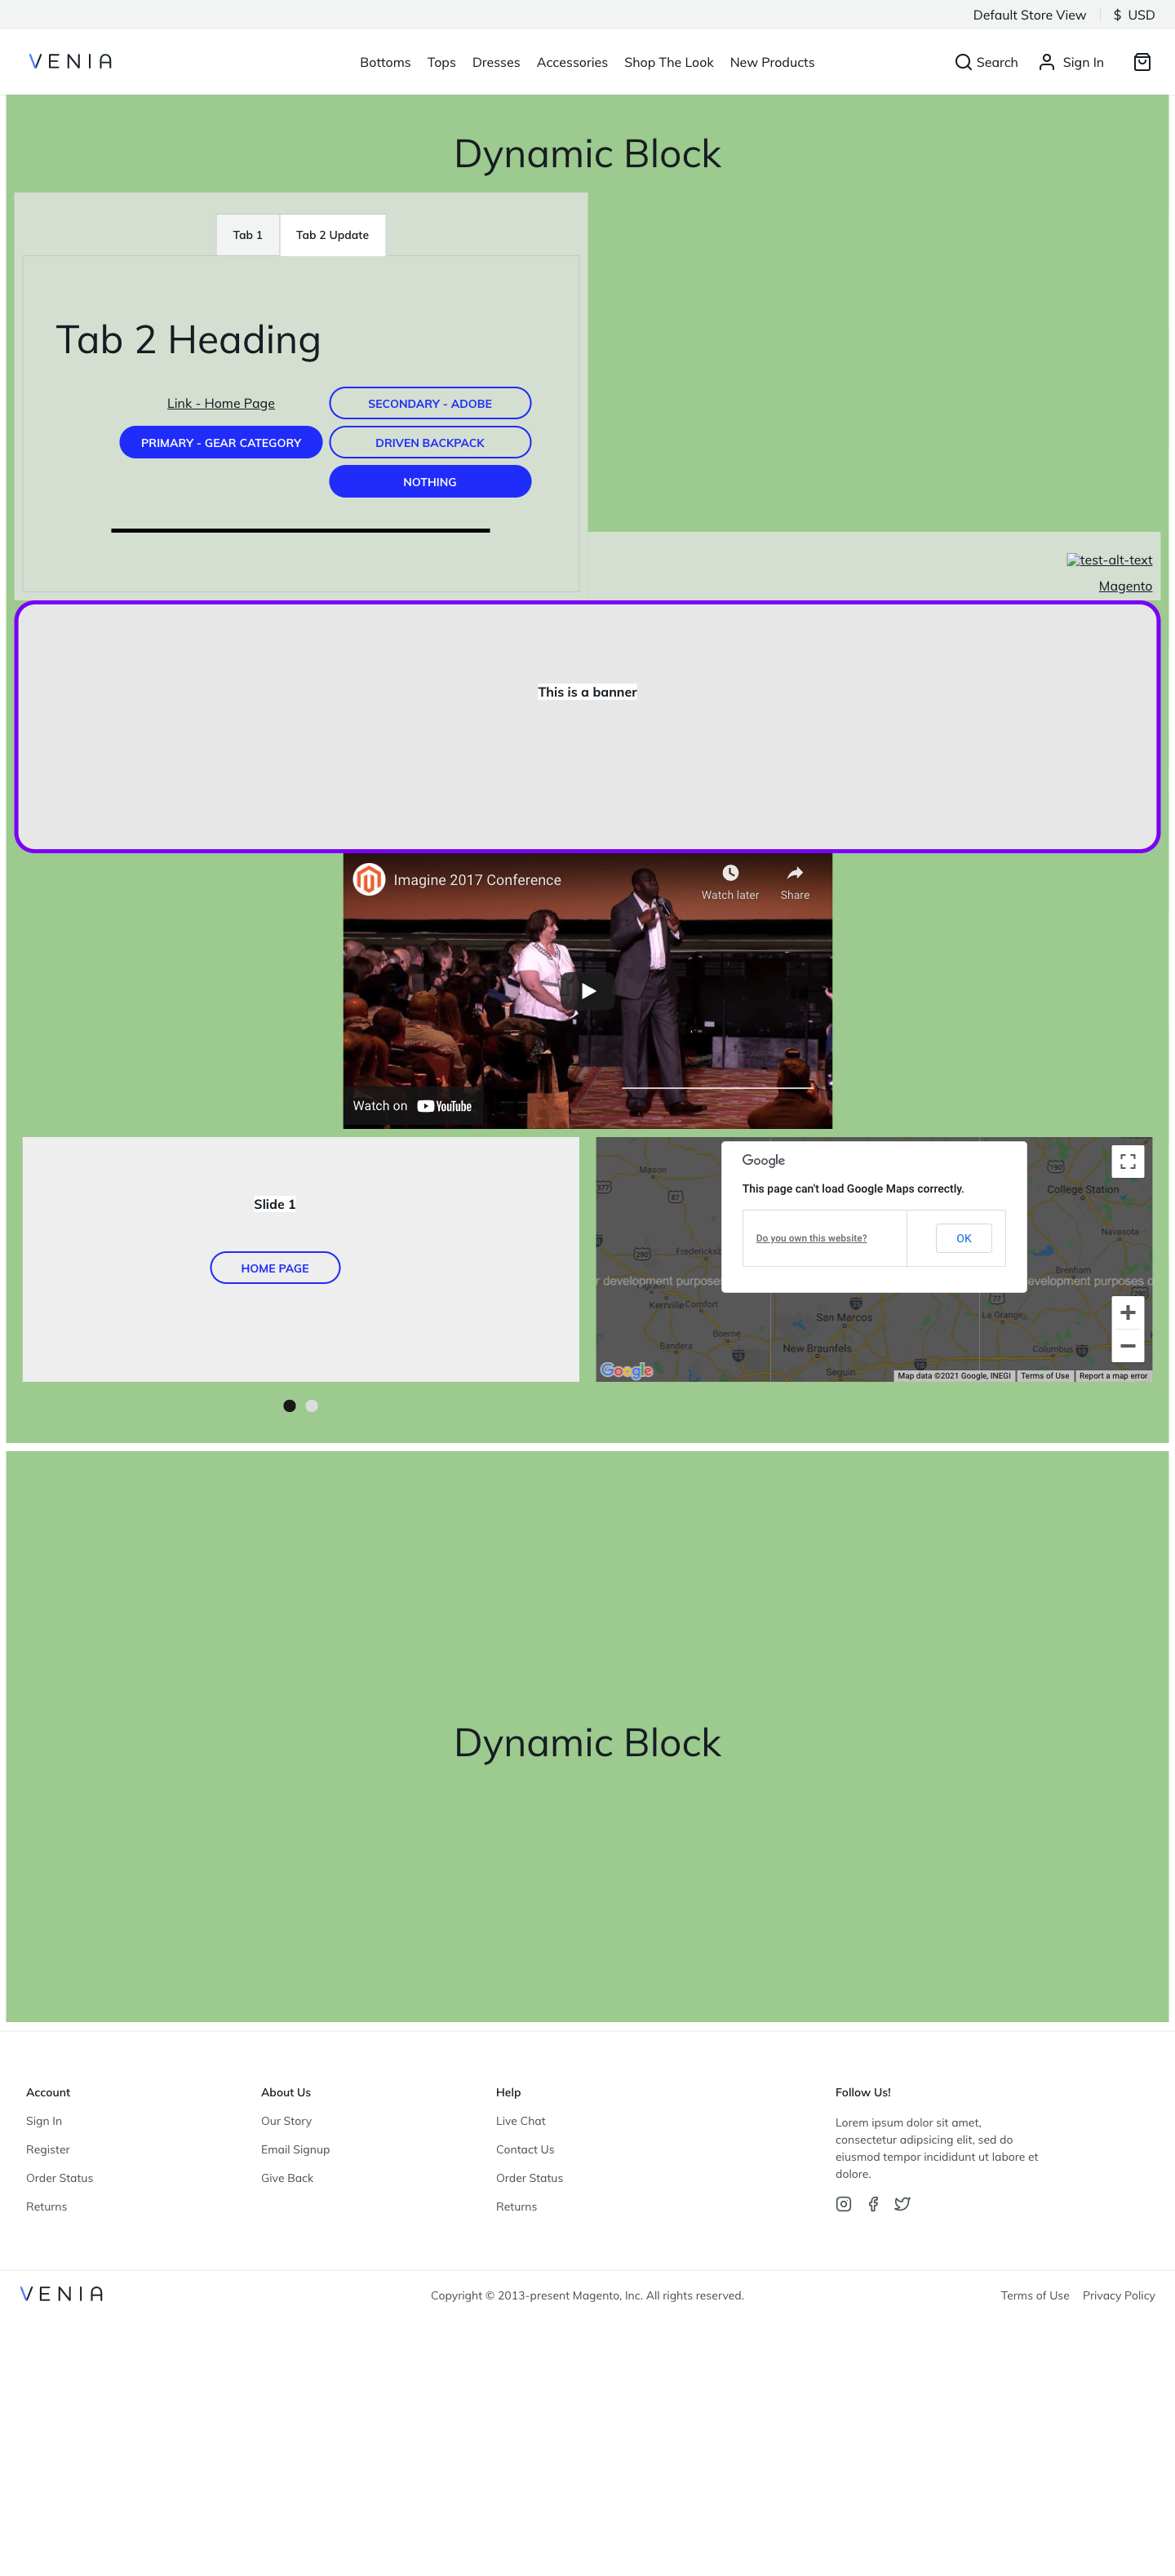 Default Store View
$ USD
VENIA
Bottoms
Tops
Dresses
Accessories
Shop The Look
New Products
Search
Sign In
Dynamic Block
Tab 1
Tab 2 Update
Tab 2 Heading
Link - Home Page
SECONDARY - ADOBE
PRIMARY - GEAR CATEGORY
DRIVEN BACKPACK
NOTHING
test-alt-text
Magento
This is a banner
Imagine 2017 Conference
Watch later
Share
Watch on YouTube
Slide 1
HOME PAGE
Google
This page can't load Google Maps correctly.
Do you own this website?
OK
Mason
377
87
190
College Station
Navasota
290
Fredericksb
Brenham
290
r development purposes
evelopment purposes o
77
Kerrville
Comfort
La Grange
San Marcos
Boerne
Bandera
New Braunfels
Columbus
Seguin
Google
Map data ©2021 Google, INEGI
Terms of Use
Report a map error
Dynamic Block
Account
Sign In
Register
Order Status
Returns
About Us
Our Story
Email Signup
Give Back
Help
Live Chat
Contact Us
Order Status
Returns
Follow Us!
Lorem ipsum dolor sit amet,
consectetur adipsicing elit, sed do
eiusmod tempor incididunt ut labore et
dolore.
VENIA
Copyright © 2013-present Magento, Inc. All rights reserved.
Terms of Use
Privacy Policy